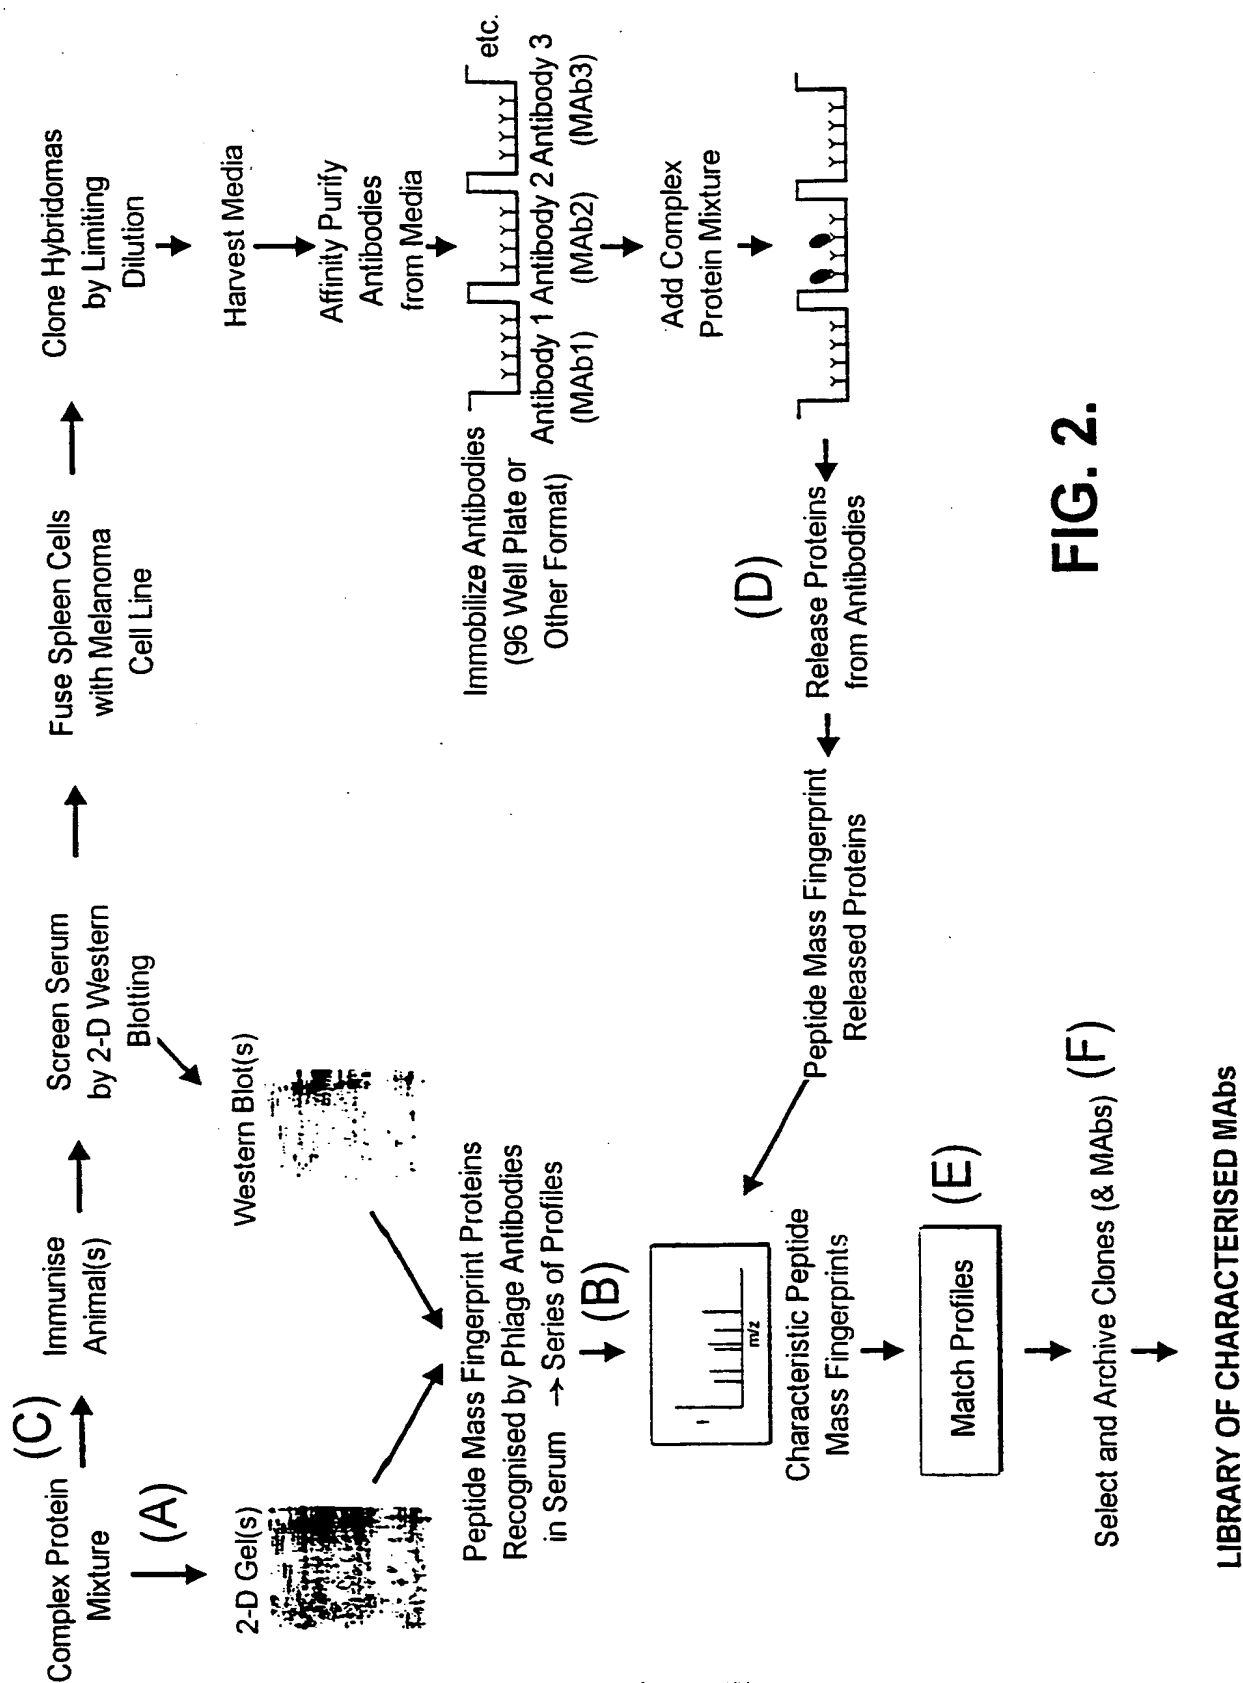 Complex Protein
Mixture
(C)
Immunise
Animal(s)
Screen Serum
by 2-D Western
Blotting
Fuse Spleen Cells
with Melanoma
Cell Line
Clone Hybridomas
by Limiting
Dilution
Harvest Media
Affinity Purify
Antibodies
from Media
Immobilize Antibodies
(96 Well Plate or
Other Format)
etc.
Antibody 1 Antibody 2 Antibody 3
(MAb1) (MAb2) (MAb3)
Add Complex
Protein Mixture
(D)
Release Proteins
from Antibodies
Peptide Mass Fingerprint
Released Proteins
(A)
2-D Gel(s)
Western Blot(s)
Peptide Mass Fingerprint Proteins
Recognised by Phlage Antibodies
in Serum → Series of Profiles
(B)
m/z
Characteristic Peptide
Mass Fingerprints
Match Profiles
(E)
Select and Archive Clones (& MAbs) (F)
LIBRARY OF CHARACTERISED MAbs
FIG. 2.